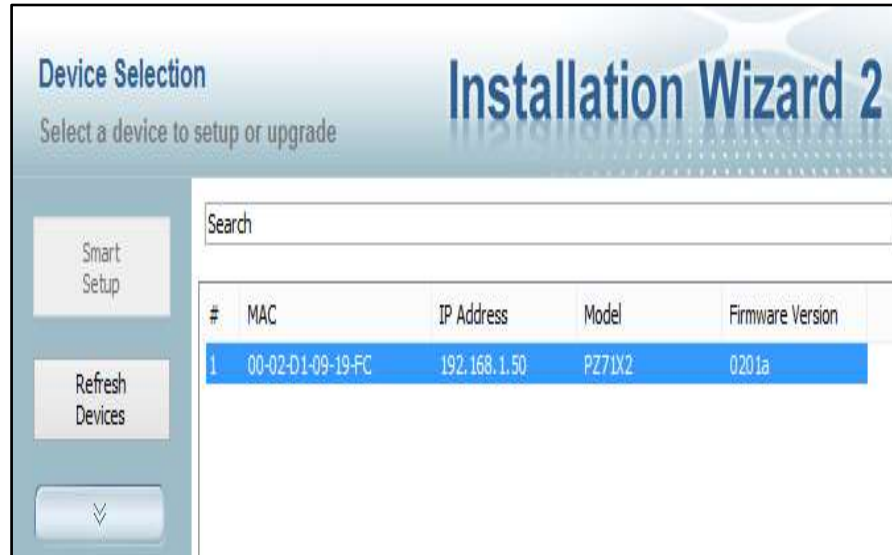 Device Selection
Installation Wizard 2
Select a device to setup or upgrade
Smart
Setup
Refresh
Devices
Search
# MAC IP Address Model Firmware Version
1 00-02-D1-09-19-FC 192.168.1.50 PZ71X2 0201a